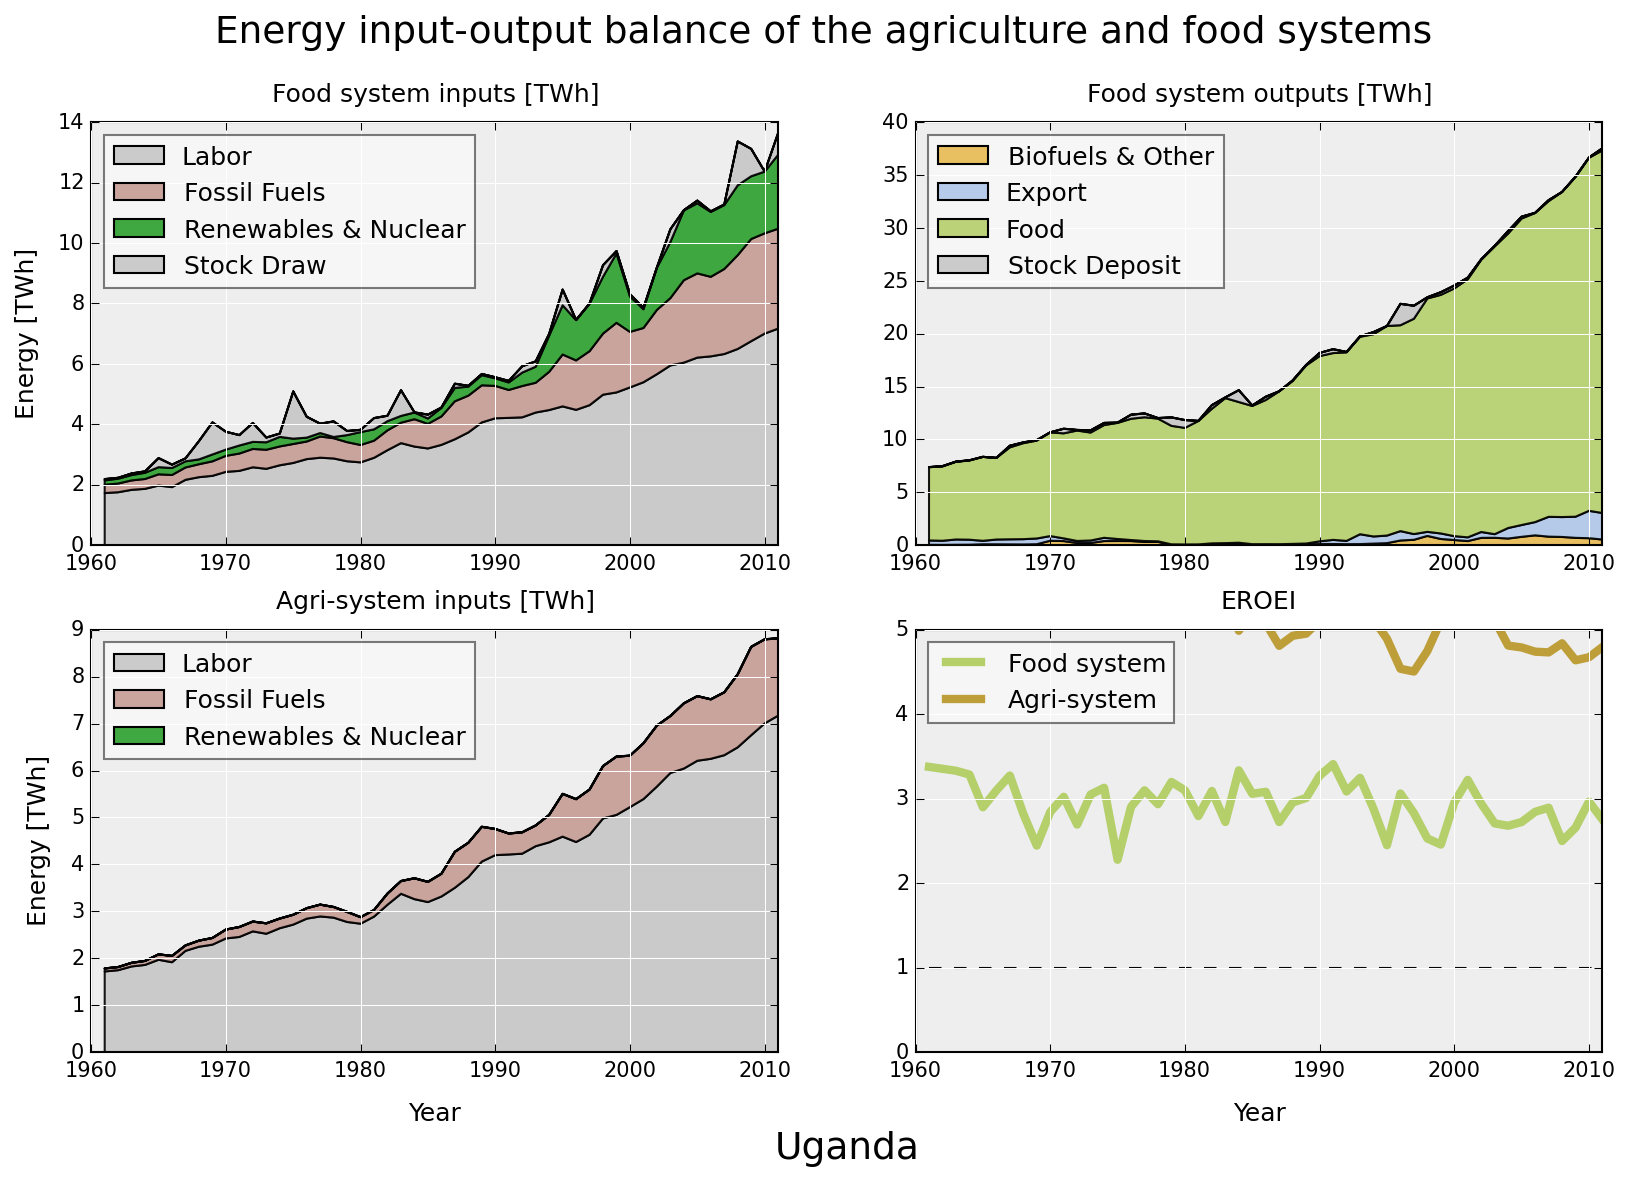 Energy input-output balance of the agriculture and food systems
Food system inputs [TWh]
Energy [TWh]
14
12
10
8
6
4
2
0
Labor
Fossil Fuels
Renewables & Nuclear
Stock Draw
1960 1970 1980 1990 2000 2010
Food system outputs [TWh]
40
35
30
25
20
15
10
5
0
Biofuels & Other
Export
Food
Stock Deposit
1960 1970 1980 1990 2000 2010
Agri-system inputs [TWh]
Energy [TWh]
9
8
7
6
5
4
3
2
1
0
Labor
Fossil Fuels
Renewables & Nuclear
1960 1970 1980 1990 2000 2010
Year
EROEI
5
4
3
2
1
0
Food system
Agri-system
1960 1970 1980 1990 2000 2010
Year
Uganda